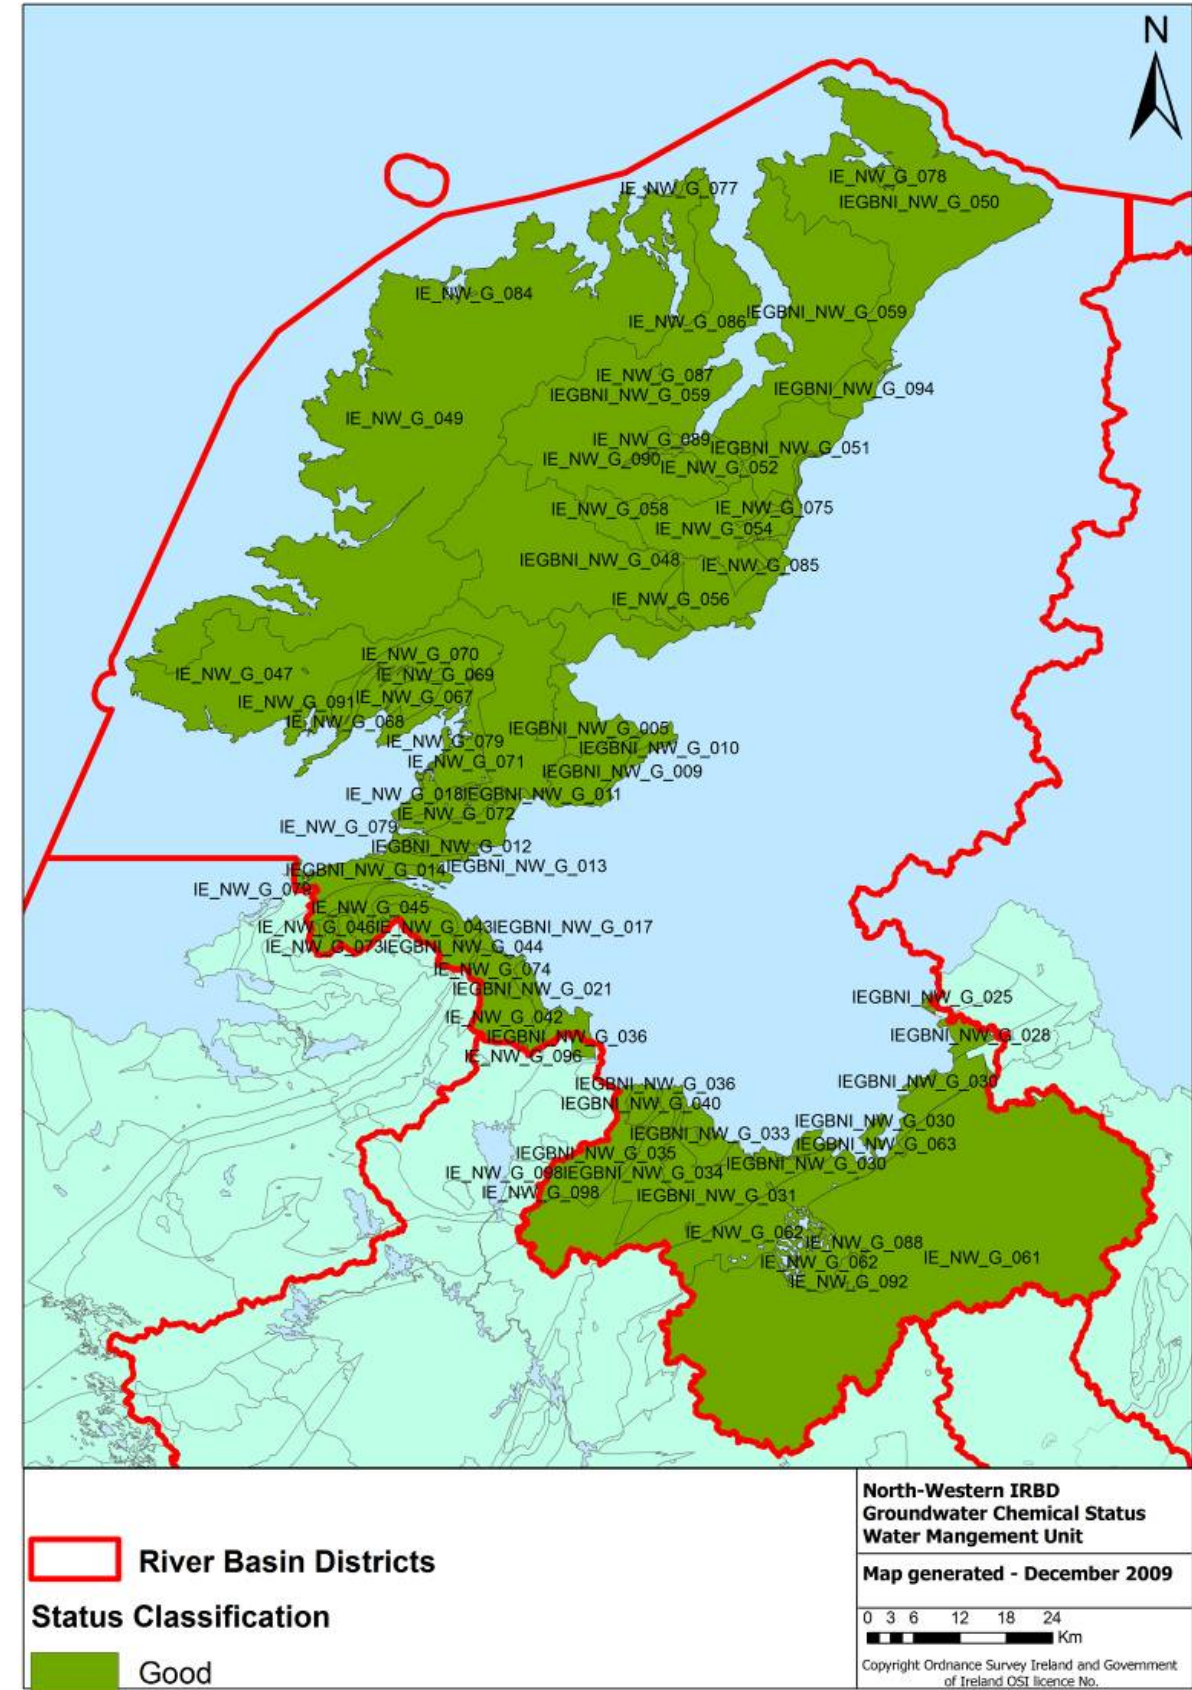 N
IE_NW_G_077
IE_NW_G_078
IEGBNI_NW_G_050
IE_NW_G_084
IEGBNI_NW_G_059
IE_NW_G_086
IE_NW_G_087
IEGBNI_NW_G_059
IEGBNI_NW_G_094
IE_NW_G_049
IE_NW_G_089
IEGBNI_NW_G_051
IE_NW_G_090
IE_NW_G_052
IE_NW_G_058
IE_NW_G_075
IE_NW_G_054
IEGBNI_NW_G_048
IE_NW_G_085
IE_NW_G_056
IE_NW_G_070
IE_NW_G_047
IE_NW_G_069
IE_NW_G_091
IE_NW_G_067
IE_NW_G_068
IEGBNI_NW_G_005
IE_NW_G_079
IEGBNI_NW_G_010
IE_NW_G_071
IEGBNI_NW_G_009
IE_NW_G_018
IEGBNI_NW_G_011
IE_NW_G_072
IE_NW_G_079
IEGBNI_NW_G_012
IEGBNI_NW_G_014
IEGBNI_NW_G_013
IE_NW_G_079
IE_NW_G_045
IE_NW_G_046
IE_NW_G_043
IEGBNI_NW_G_017
IE_NW_G_073
IEGBNI_NW_G_044
IE_NW_G_074
IEGBNI_NW_G_021
IE_NW_G_042
IEGBNI_NW_G_036
IE_NW_G_096
IEGBNI_NW_G_025
IEGBNI_NW_G_028
IEGBNI_NW_G_036
IEGBNI_NW_G_030
IEGBNI_NW_G_040
IEGBNI_NW_G_030
IEGBNI_NW_G_033
IEGBNI_NW_G_063
IEGBNI_NW_G_035
IEGBNI_NW_G_030
IE_NW_G_098
IEGBNI_NW_G_034
IE_NW_G_098
IEGBNI_NW_G_031
IE_NW_G_062
IE_NW_G_088
IE_NW_G_061
IE_NW_G_062
IE_NW_G_092
River Basin Districts
Status Classification
Good
North-Western IRBD
Groundwater Chemical Status
Water Mangement Unit
Map generated - December 2009
0 3 6 12 18 24
Km
Copyright Ordnance Survey Ireland and Government
of Ireland OSI licence No.